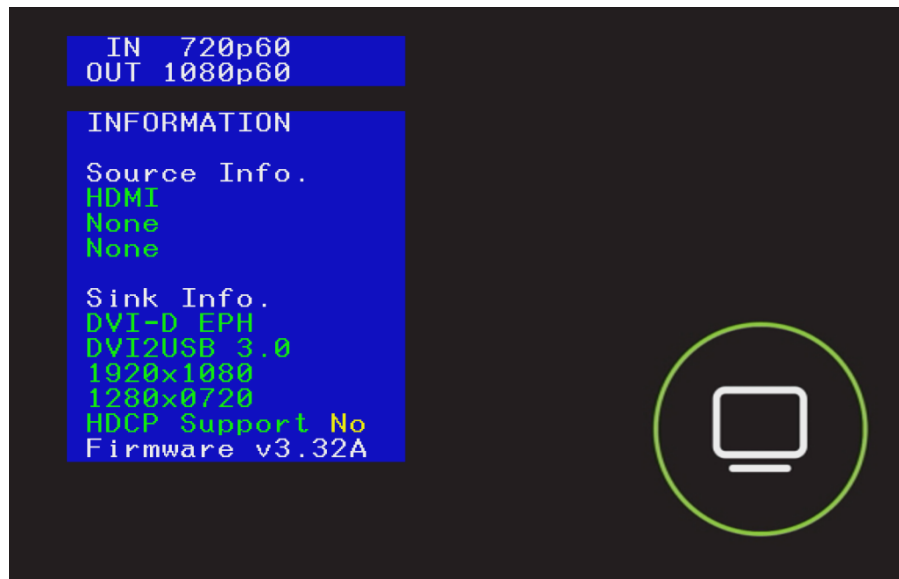 IN 720p60
OUT 1080p60
INFORMATION
Source Info.
HDMI
None
None
Sink Info.
DVI-D EPH
DVI2USB 3.0
1920x1080
1280x0720
HDCP Support No
Firmware v3.32A